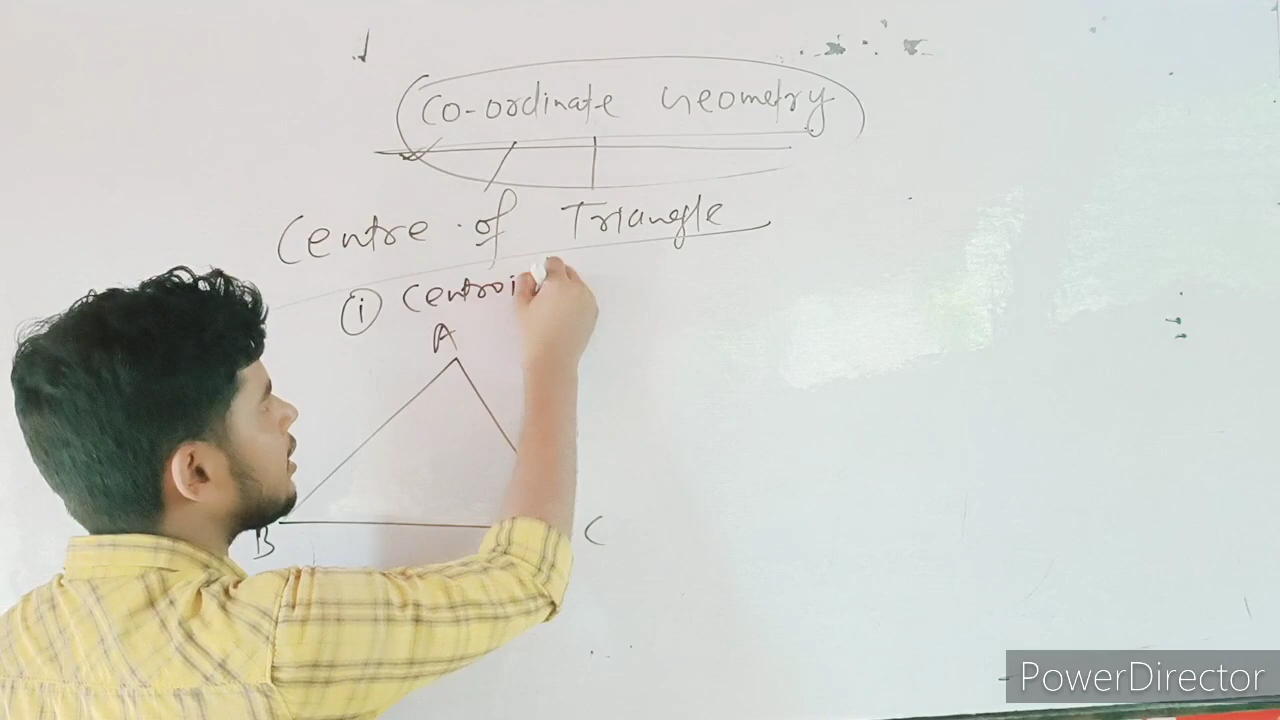 Co-ordinate Geometry
Centre of Triangle
(i) Centroi
A
B
C
PowerDirector